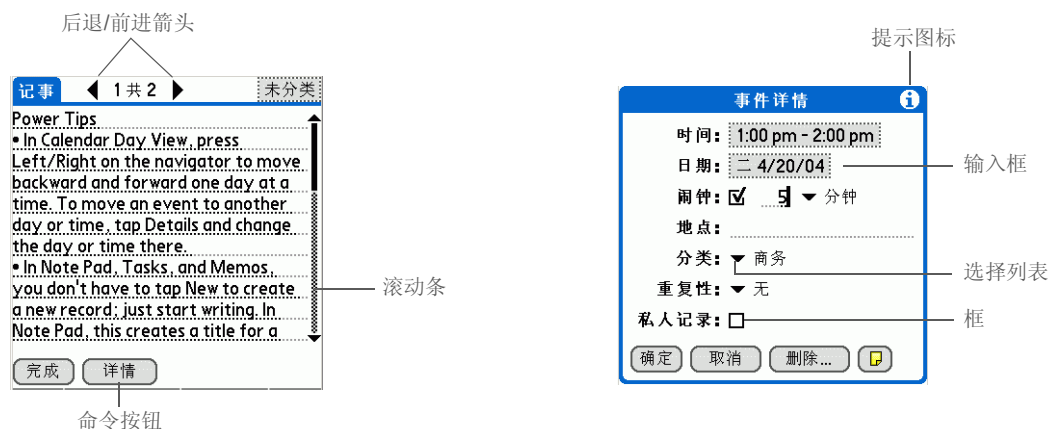 后退/前进箭头
记事
1 共 2
未分类
Power Tips
• In Calendar Day View, press
Left/Right on the navigator to move
backward and forward one day at a
time. To move an event to another
day or time, tap Details and change
the day or time there.
• In Note Pad, Tasks, and Memos,
you don't have to tap New to create
a new record; just start writing. In
Note Pad, this creates a title for a
完成
详情
滚动条
命令按钮
提示图标
事件详情
时间: 1:00 pm - 2:00 pm
日期: 二 4/20/04
输入框
闹钟: 5 分钟
地点:
分类: 商务
选择列表
重复性: 无
私人记录:
框
确定
取消
删除...